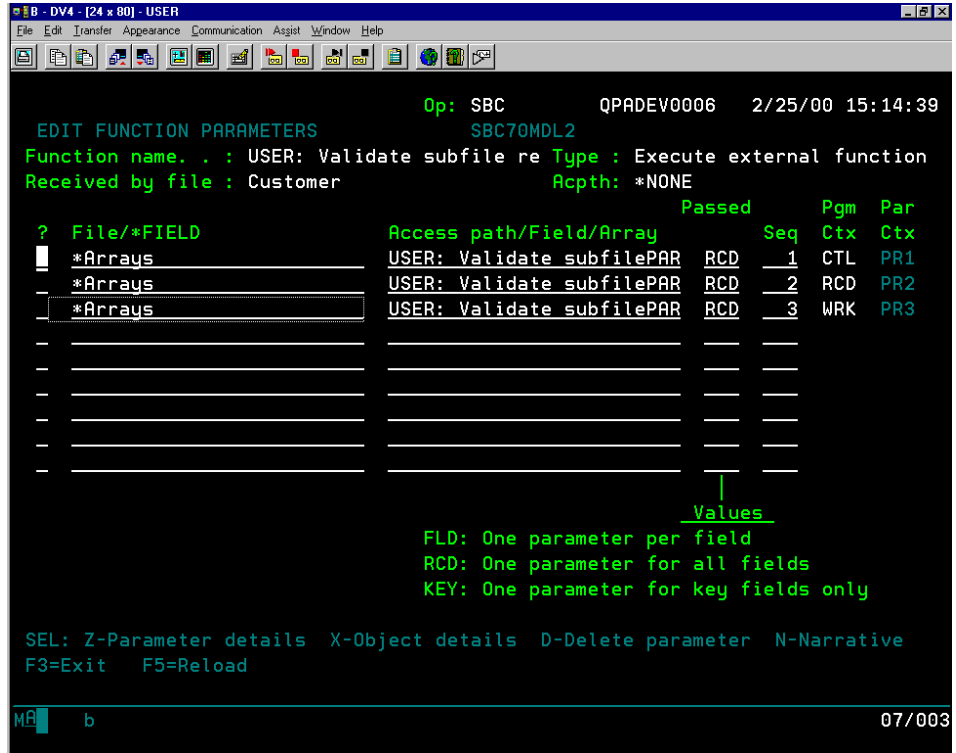 B - DV4 - [24 x 80] - USER
File Edit Transfer Appearance Communication Assist Window Help
Op: SBC QPADEV0006 2/25/00 15:14:39
EDIT FUNCTION PARAMETERS SBC70MDL2
Function name. . : USER: Validate subfile re Type : Execute external function
Received by file : Customer Acpth: *NONE
Passed Pgm Par
? File/*FIELD Access path/Field/Array Seq Ctx Ctx
*Arrays USER: Validate subfilePAR RCD 1 CTL PR1
*Arrays USER: Validate subfilePAR RCD 2 RCD PR2
*Arrays USER: Validate subfilePAR RCD 3 WRK PR3
Values
FLD: One parameter per field
RCD: One parameter for all fields
KEY: One parameter for key fields only
SEL: Z-Parameter details X-Object details D-Delete parameter N-Narrative
F3=Exit F5=Reload
MA b 07/003